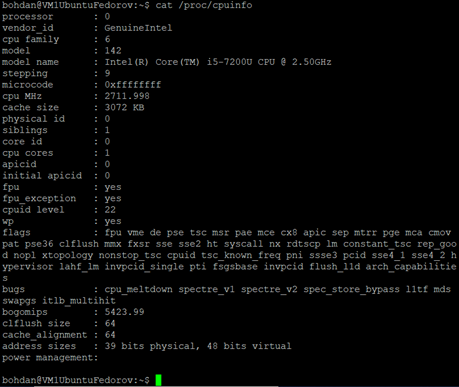 bohdan@VM1UbuntuFedorov:~$ cat /proc/cpuinfo
processor       : 0
vendor_id       : GenuineIntel
cpu family      : 6
model           : 142
model name      : Intel(R) Core(TM) i5-7200U CPU @ 2.50GHz
stepping        : 9
microcode       : 0xffffffff
cpu MHz         : 2711.998
cache size      : 3072 KB
physical id     : 0
siblings        : 1
core id         : 0
cpu cores       : 1
apicid          : 0
initial apicid  : 0
fpu             : yes
fpu_exception   : yes
cpuid level     : 22
wp              : yes
flags           : fpu vme de pse tsc msr pae mce cx8 apic sep mtrr pge mca cmov
pat pse36 clflush mmx fxsr sse sse2 ht syscall nx rdtscp lm constant_tsc rep_goo
d nopl xtopology nonstop_tsc cpuid tsc_known_freq pni ssse3 pcid sse4_1 sse4_2 h
ypervisor lahf_lm invpcid_single pti fsgsbase invpcid flush_l1d arch_capabilitie
s
bugs            : cpu_meltdown spectre_v1 spectre_v2 spec_store_bypass l1tf mds
swapgs itlb_multihit
bogomips        : 5423.99
clflush size    : 64
cache_alignment : 64
address sizes   : 39 bits physical, 48 bits virtual
power management:
bohdan@VM1UbuntuFedorov:~$